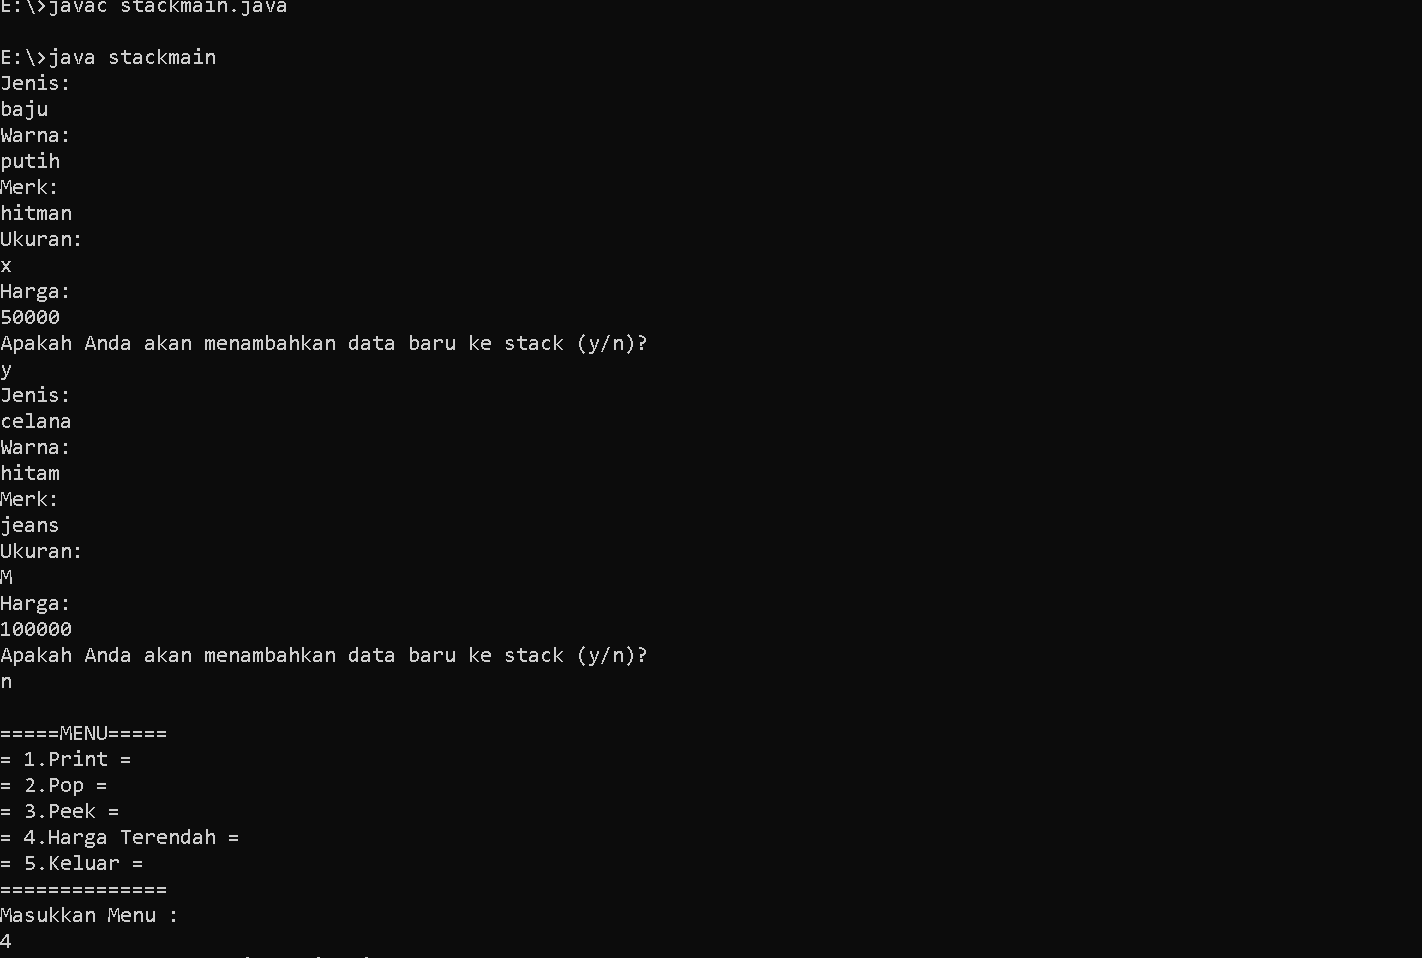 E:\>javac stackmain.java
E:\>java stackmain
Jenis:
baju
Warna:
putih
Merk:
hitman
Ukuran:
x
Harga:
50000
Apakah Anda akan menambahkan data baru ke stack (y/n)?
y
Jenis:
celana
Warna:
hitam
Merk:
jeans
Ukuran:
M
Harga:
100000
Apakah Anda akan menambahkan data baru ke stack (y/n)?
n
=====MENU=====
= 1.Print =
= 2.Pop =
= 3.Peek =
= 4.Harga Terendah =
= 5.Keluar =
==============
Masukkan Menu :
4